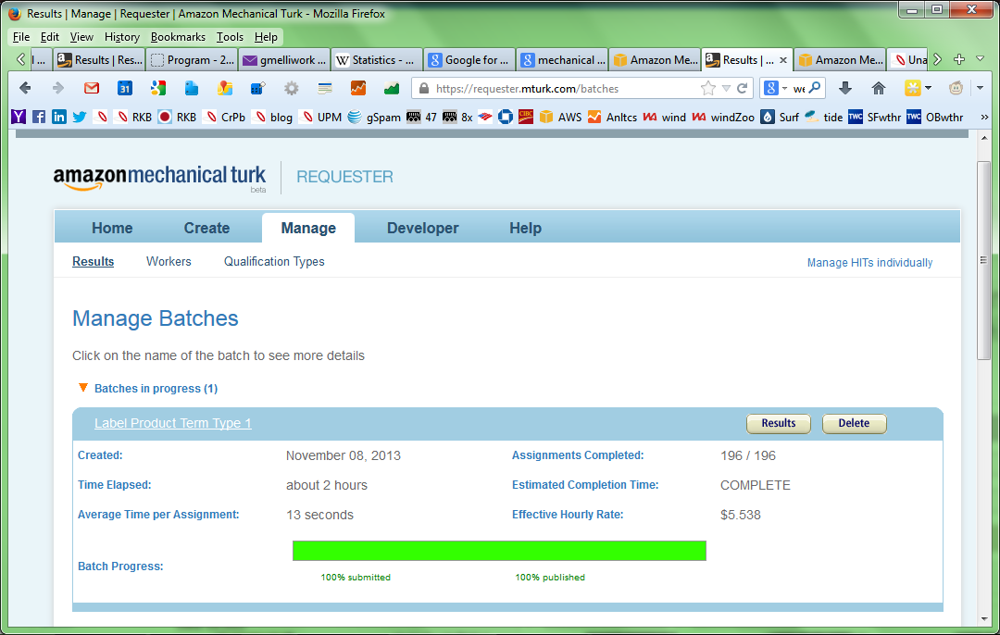 Results | Manage | Requester | Amazon Mechanical Turk - Mozilla Firefox
File Edit View History Bookmarks Tools Help
l ... Results | Res... Program - 2... gmelliwork ... Statistics - ... Google for ... mechanical ... Amazon Me... Results | ... Amazon Me... Una
31 https://requester.mturk.com/batches we
RKB RKB CrPb blog UPM gSpam 47 8x CIBC AWS Anltcs wind windZoo Surf tide TWC SFwthr TWC OBwthr »
amazonmechanical turk
beta
REQUESTER
Home Create Manage Developer Help
Results Workers Qualification Types Manage HITs individually
Manage Batches
Click on the name of the batch to see more details
Batches in progress (1)
Label Product Term Type 1 Results Delete
Created: November 08, 2013 Assignments Completed: 196 / 196
Time Elapsed: about 2 hours Estimated Completion Time: COMPLETE
Average Time per Assignment: 13 seconds Effective Hourly Rate: $5.538
Batch Progress:
100% submitted 100% published